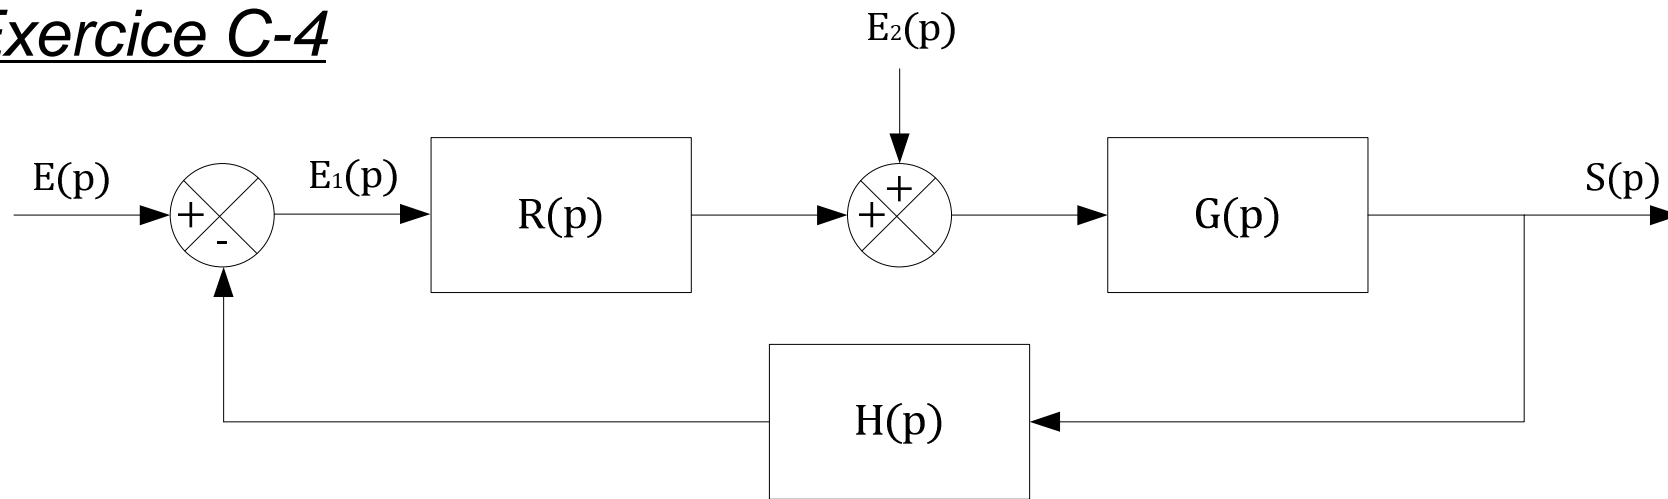 Exercice C-4
E₂(p)
E(p)
E₁(p)
R(p)
G(p)
S(p)
+
-
+
+
H(p)